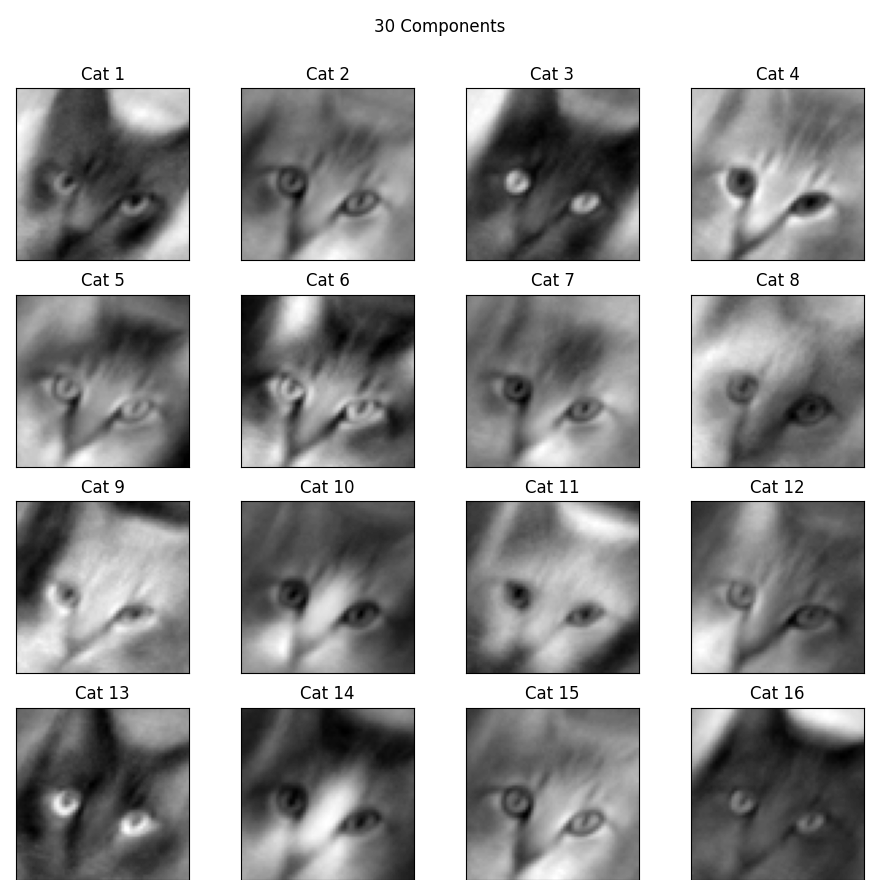 30 Components
Cat 1 Cat 2 Cat 3 Cat 4
Cat 5 Cat 6 Cat 7 Cat 8
Cat 9 Cat 10 Cat 11 Cat 12
Cat 13 Cat 14 Cat 15 Cat 16